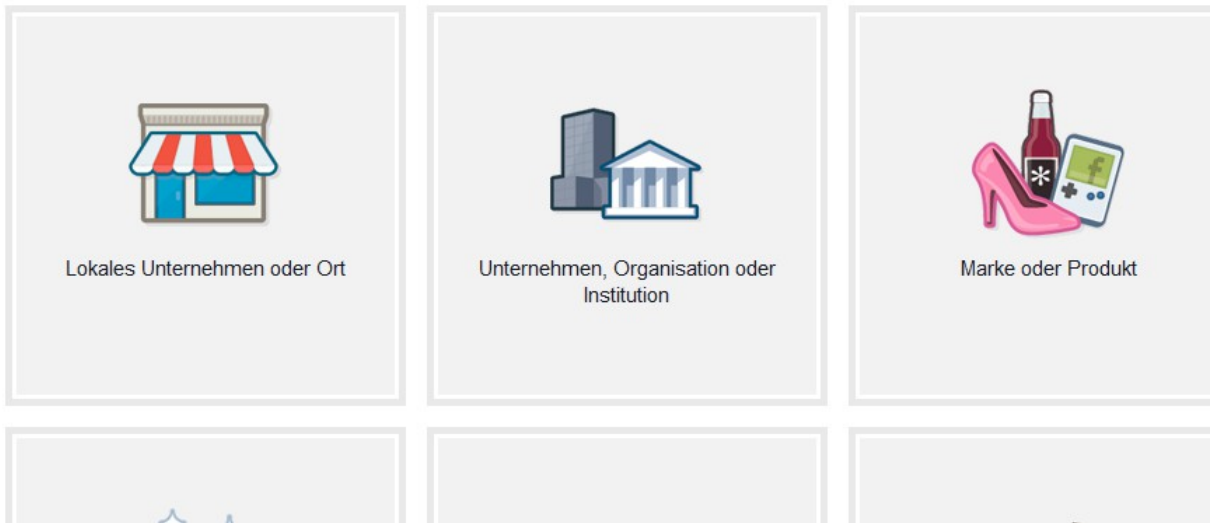 Lokales Unternehmen oder Ort
Unternehmen, Organisation oder
Institution
Marke oder Produkt